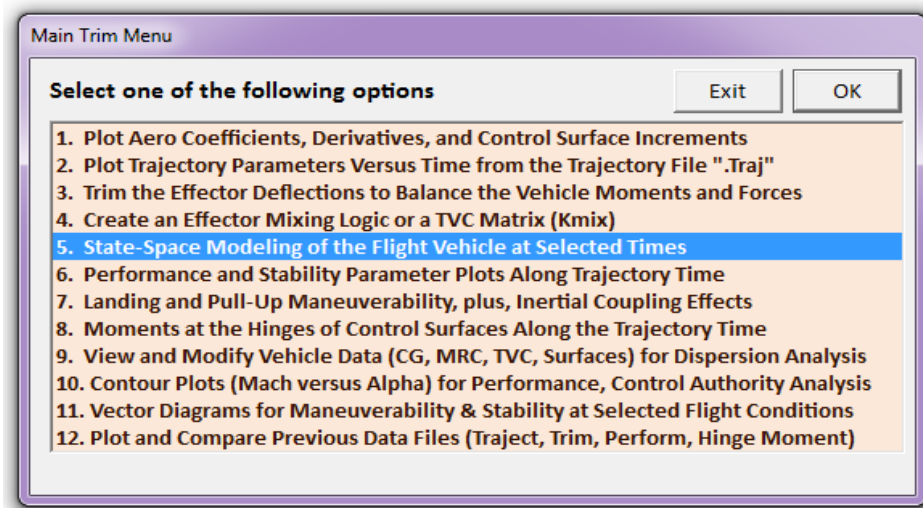 Main Trim Menu
Select one of the following options
Exit
OK
1. Plot Aero Coefficients, Derivatives, and Control Surface Increments
2. Plot Trajectory Parameters Versus Time from the Trajectory File ".Traj"
3. Trim the Effector Deflections to Balance the Vehicle Moments and Forces
4. Create an Effector Mixing Logic or a TVC Matrix (Kmix)
5. State-Space Modeling of the Flight Vehicle at Selected Times
6. Performance and Stability Parameter Plots Along Trajectory Time
7. Landing and Pull-Up Maneuverability, plus, Inertial Coupling Effects
8. Moments at the Hinges of Control Surfaces Along the Trajectory Time
9. View and Modify Vehicle Data (CG, MRC, TVC, Surfaces) for Dispersion Analysis
10. Contour Plots (Mach versus Alpha) for Performance, Control Authority Analysis
11. Vector Diagrams for Maneuverability & Stability at Selected Flight Conditions
12. Plot and Compare Previous Data Files (Traject, Trim, Perform, Hinge Moment)